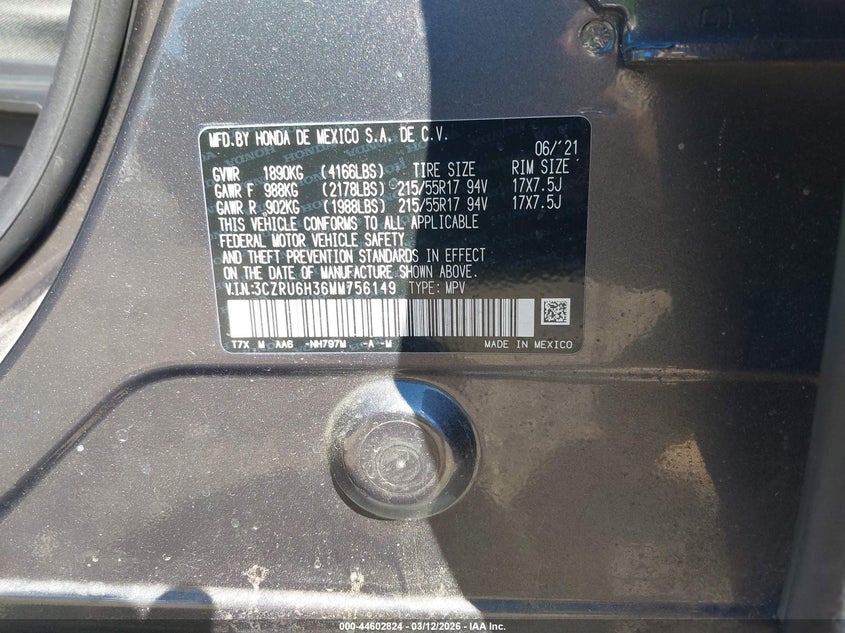 MFD.BY HONDA DE MEXICO S.A. DE C.V.
06/'21
GVWR 1890KG (4166LBS) TIRE SIZE RIM SIZE
GAWR F 988KG (2178LBS) 215/55R17 94V 17X7.5J
GAWR R 902KG (1988LBS) 215/55R17 94V 17X7.5J
THIS VEHICLE CONFORMS TO ALL APPLICABLE
FEDERAL MOTOR VEHICLE SAFETY
AND THEFT PREVENTION STANDARDS IN EFFECT
ON THE DATE OF MANUFACTURE SHOWN ABOVE.
V.I.N:3CZRU6H36MM756149 TYPE: MPV
T7X M AA6 -NH797M -A -M MADE IN MEXICO
000-44602824 - 03/12/2026 - IAA Inc.